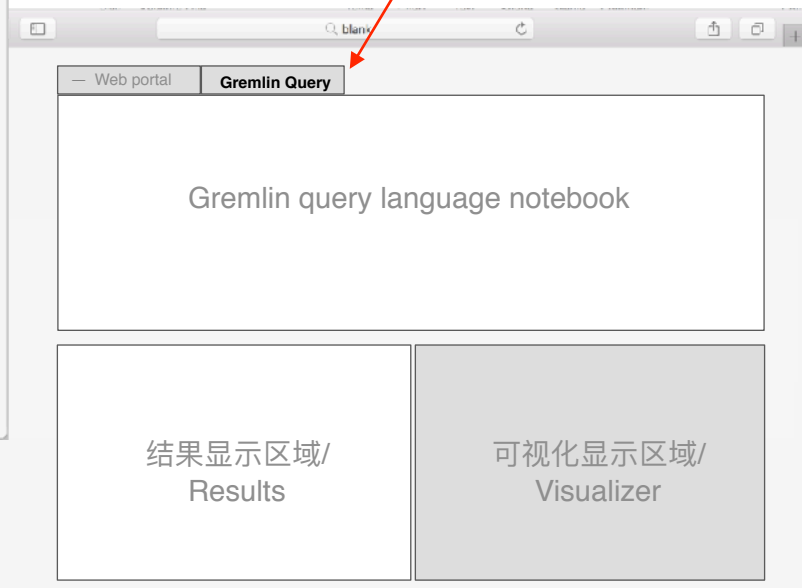 blank
— Web portal
Gremlin Query
Gremlin query language notebook
结果显示区域/
Results
可视化显示区域/
Visualizer